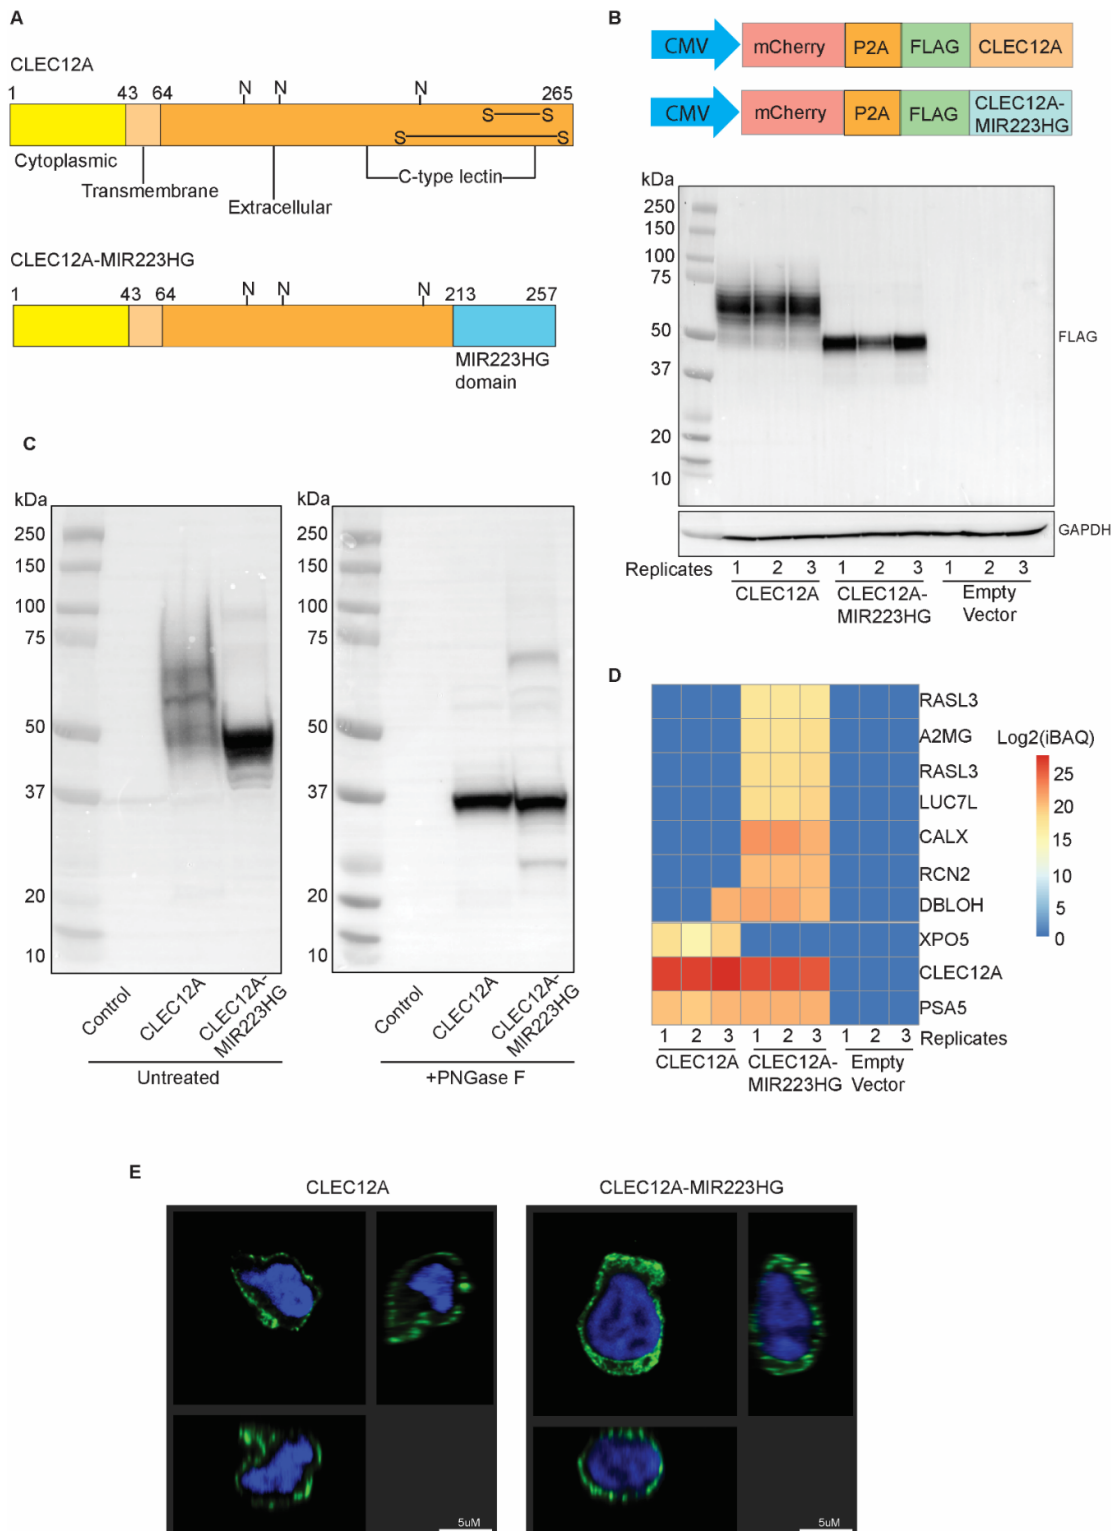 A
CLEC12A
1 43 64 N N N 265
S S
S S
Cytoplasmic
Transmembrane
Extracellular
C-type lectin
CLEC12A-MIR223HG
1 43 64 N N N 213 257
MIR223HG
domain
B
CMV mCherry P2A FLAG CLEC12A
CMV mCherry P2A FLAG CLEC12A-
MIR223HG
kDa
250
150
100
75
50
37
20
10
FLAG
GAPDH
Replicates 1 2 3 1 2 3 1 2 3
CLEC12A CLEC12A-
MIR223HG Empty
Vector
C
kDa
250
150
100
75
50
37
20
10
Control
CLEC12A
CLEC12A-
MIR223HG
Untreated
kDa
250
150
100
75
50
37
20
10
Control
CLEC12A
CLEC12A-
MIR223HG
+PNGase F
D
RASL3
A2MG
RASL3
LUC7L
CALX
RCN2
DBLOH
XPO5
CLEC12A
PSA5
1 2 3 1 2 3 1 2 3 Replicates
CLEC12A CLEC12A-
MIR223HG Empty
Vector
Log2(iBAQ)
25
20
15
10
5
0
E
CLEC12A
5uM
CLEC12A-MIR223HG
5uM